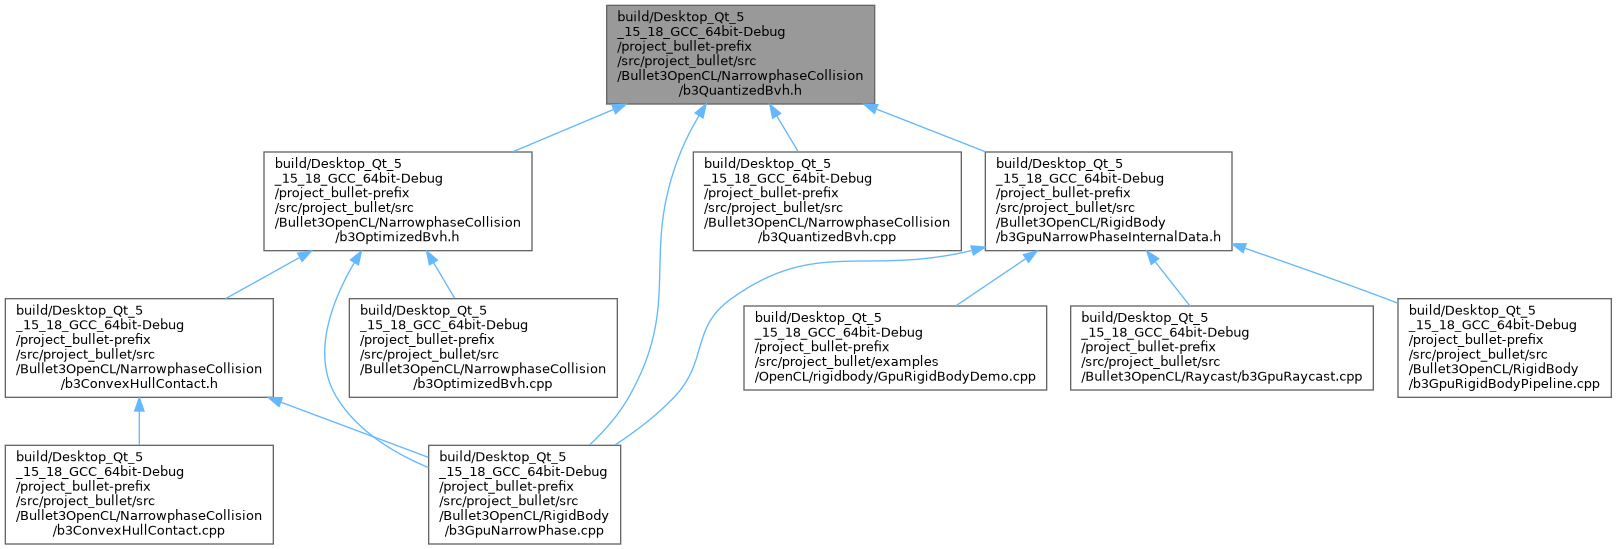 build/Desktop_Qt_5
_15_18_GCC_64bit-Debug
/project_bullet-prefix
/src/project_bullet/src
/Bullet3OpenCL/NarrowphaseCollision
/b3QuantizedBvh.h
build/Desktop_Qt_5
_15_18_GCC_64bit-Debug
/project_bullet-prefix
/src/project_bullet/src
/Bullet3OpenCL/NarrowphaseCollision
/b3OptimizedBvh.h
build/Desktop_Qt_5
_15_18_GCC_64bit-Debug
/project_bullet-prefix
/src/project_bullet/src
/Bullet3OpenCL/NarrowphaseCollision
/b3QuantizedBvh.cpp
build/Desktop_Qt_5
_15_18_GCC_64bit-Debug
/project_bullet-prefix
/src/project_bullet/src
/Bullet3OpenCL/RigidBody
/b3GpuNarrowPhaseInternalData.h
build/Desktop_Qt_5
_15_18_GCC_64bit-Debug
/project_bullet-prefix
/src/project_bullet/src
/Bullet3OpenCL/NarrowphaseCollision
/b3ConvexHullContact.h
build/Desktop_Qt_5
_15_18_GCC_64bit-Debug
/project_bullet-prefix
/src/project_bullet/src
/Bullet3OpenCL/NarrowphaseCollision
/b3OptimizedBvh.cpp
build/Desktop_Qt_5
_15_18_GCC_64bit-Debug
/project_bullet-prefix
/src/project_bullet/examples
/OpenCL/rigidbody/GpuRigidBodyDemo.cpp
build/Desktop_Qt_5
_15_18_GCC_64bit-Debug
/project_bullet-prefix
/src/project_bullet/src
/Bullet3OpenCL/Raycast/b3GpuRaycast.cpp
build/Desktop_Qt_5
_15_18_GCC_64bit-Debug
/project_bullet-prefix
/src/project_bullet/src
/Bullet3OpenCL/RigidBody
/b3GpuRigidBodyPipeline.cpp
build/Desktop_Qt_5
_15_18_GCC_64bit-Debug
/project_bullet-prefix
/src/project_bullet/src
/Bullet3OpenCL/NarrowphaseCollision
/b3ConvexHullContact.cpp
build/Desktop_Qt_5
_15_18_GCC_64bit-Debug
/project_bullet-prefix
/src/project_bullet/src
/Bullet3OpenCL/RigidBody
/b3GpuNarrowPhase.cpp